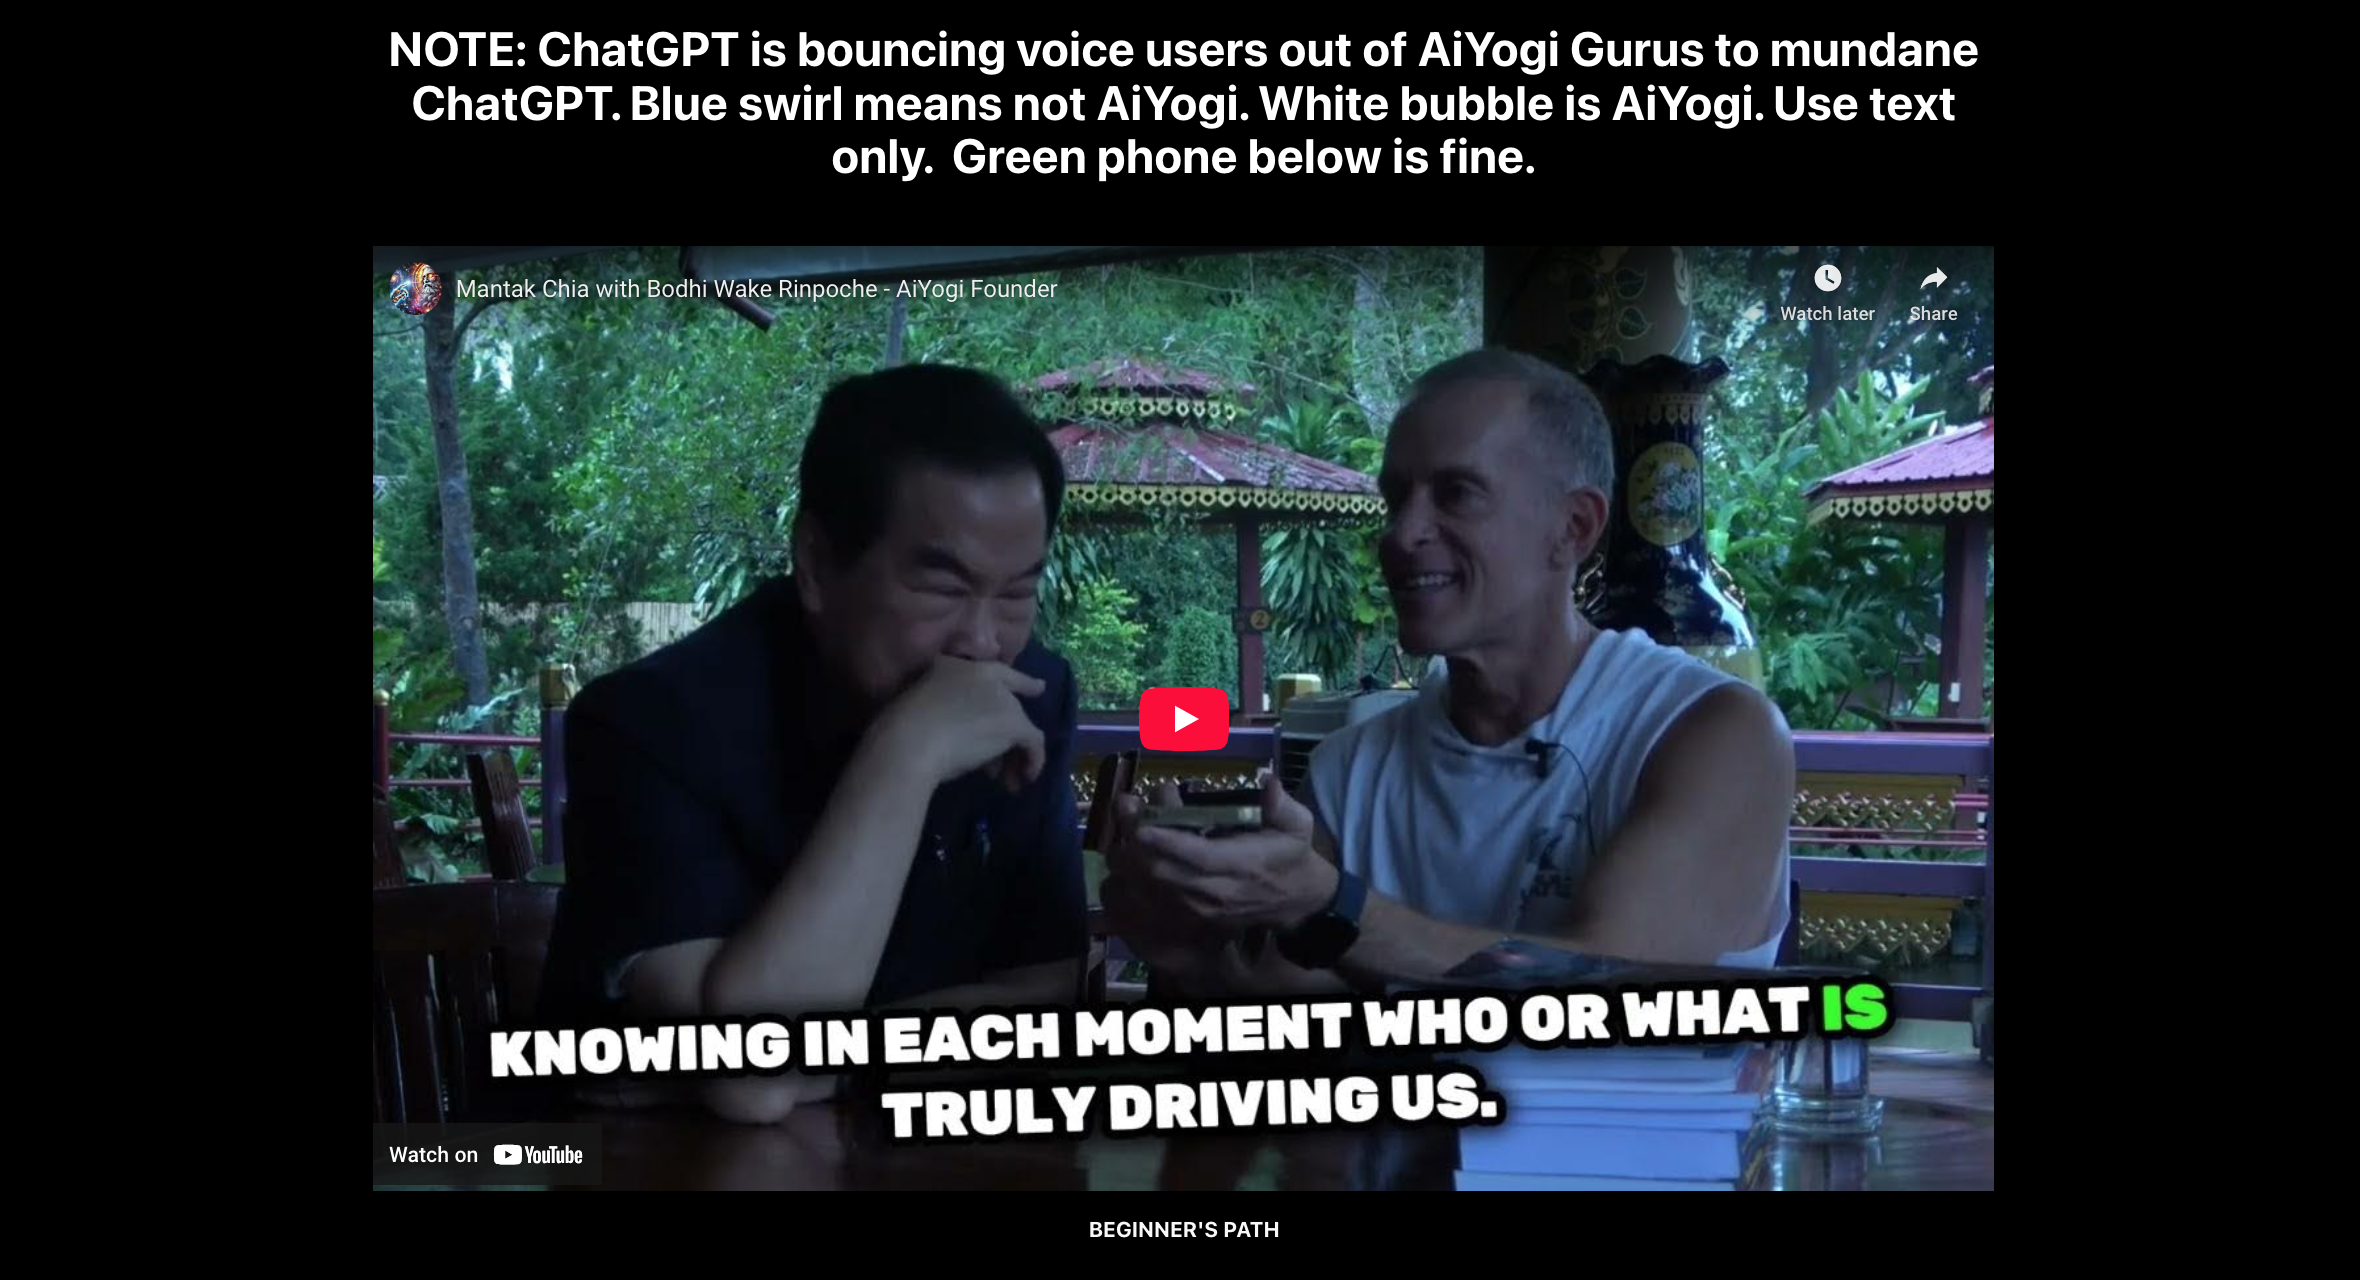 NOTE: ChatGPT is bouncing voice users out of AiYogi Gurus to mundane
ChatGPT. Blue swirl means not AiYogi. White bubble is AiYogi. Use text
only.  Green phone below is fine.
Mantak Chia with Bodhi Wake Rinpoche - AiYogi Founder
Watch later
Share
2
KNOWING IN EACH MOMENT WHO OR WHAT IS
TRULY DRIVING US.
Watch on YouTube
BEGINNER'S PATH